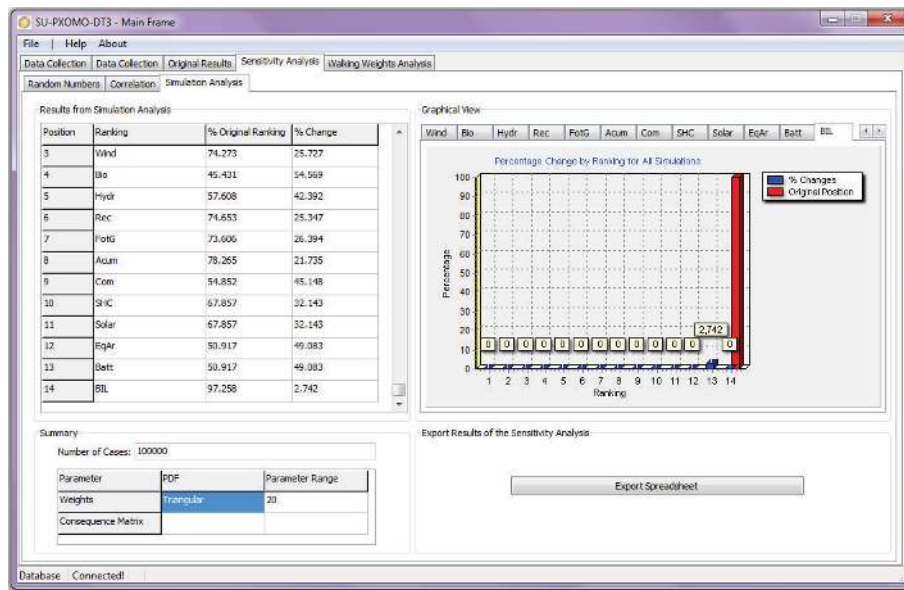 SU-PXOMO-DT3 - Main Frame
File | Help About
Data Collection Data Collection Original Results Sensitivity Analysis Walking Weights Analysis
Random Numbers Correlation Simulation Analysis
Results from Simulation Analysis
Position Ranking % Original Ranking % Change
3 Wind 74.273 25.727
4 Bio 45.431 54.569
5 Hydr 57.608 42.392
6 Rec 74.653 25.347
7 FotG 73.606 26.394
8 Acum 78.265 21.735
9 Com 54.852 45.148
10 SHC 67.857 32.143
11 Solar 67.857 32.143
12 EqAr 50.917 49.083
13 Batt 50.917 49.083
14 BIL 97.258 2.742
Graphical View
Wind Bio Hydr Rec FotG Acum Com SHC Solar EqAr Batt BIL
Percentage Change by Ranking for All Simulations
% Changes
Original Position
Percentage
100
90
80
70
60
50
40
30
20
10
0
2,742
0 0 0 0 0 0 0 0 0 0 0 0 0
1 2 3 4 5 6 7 8 9 10 11 12 13 14
Ranking
Summary
Number of Cases: 100000
Parameter PDF Parameter Range
Weights Triangular 20
Consequence Matrix
Export Results of the Sensitivity Analysis
Export Spreadsheet
Database Connected!